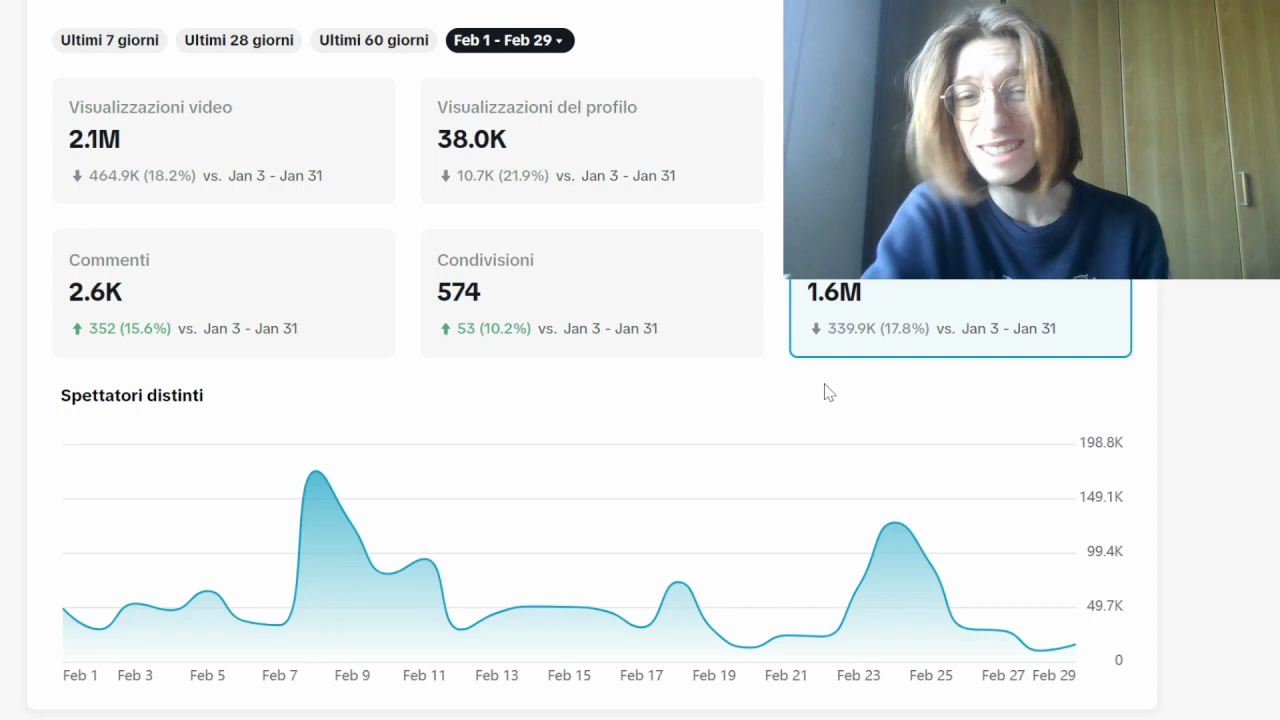 Ultimi 7 giorni
Ultimi 28 giorni
Ultimi 60 giorni
Feb 1 - Feb 29
Visualizzazioni video
2.1M
464.9K (18.2%) vs. Jan 3 - Jan 31
Visualizzazioni del profilo
38.0K
10.7K (21.9%) vs. Jan 3 - Jan 31
Commenti
2.6K
352 (15.6%) vs. Jan 3 - Jan 31
Condivisioni
574
53 (10.2%) vs. Jan 3 - Jan 31
1.6M
339.9K (17.8%) vs. Jan 3 - Jan 31
Spettatori distinti
198.8K
149.1K
99.4K
49.7K
0
Feb 1 Feb 3 Feb 5 Feb 7 Feb 9 Feb 11 Feb 13 Feb 15 Feb 17 Feb 19 Feb 21 Feb 23 Feb 25 Feb 27 Feb 29